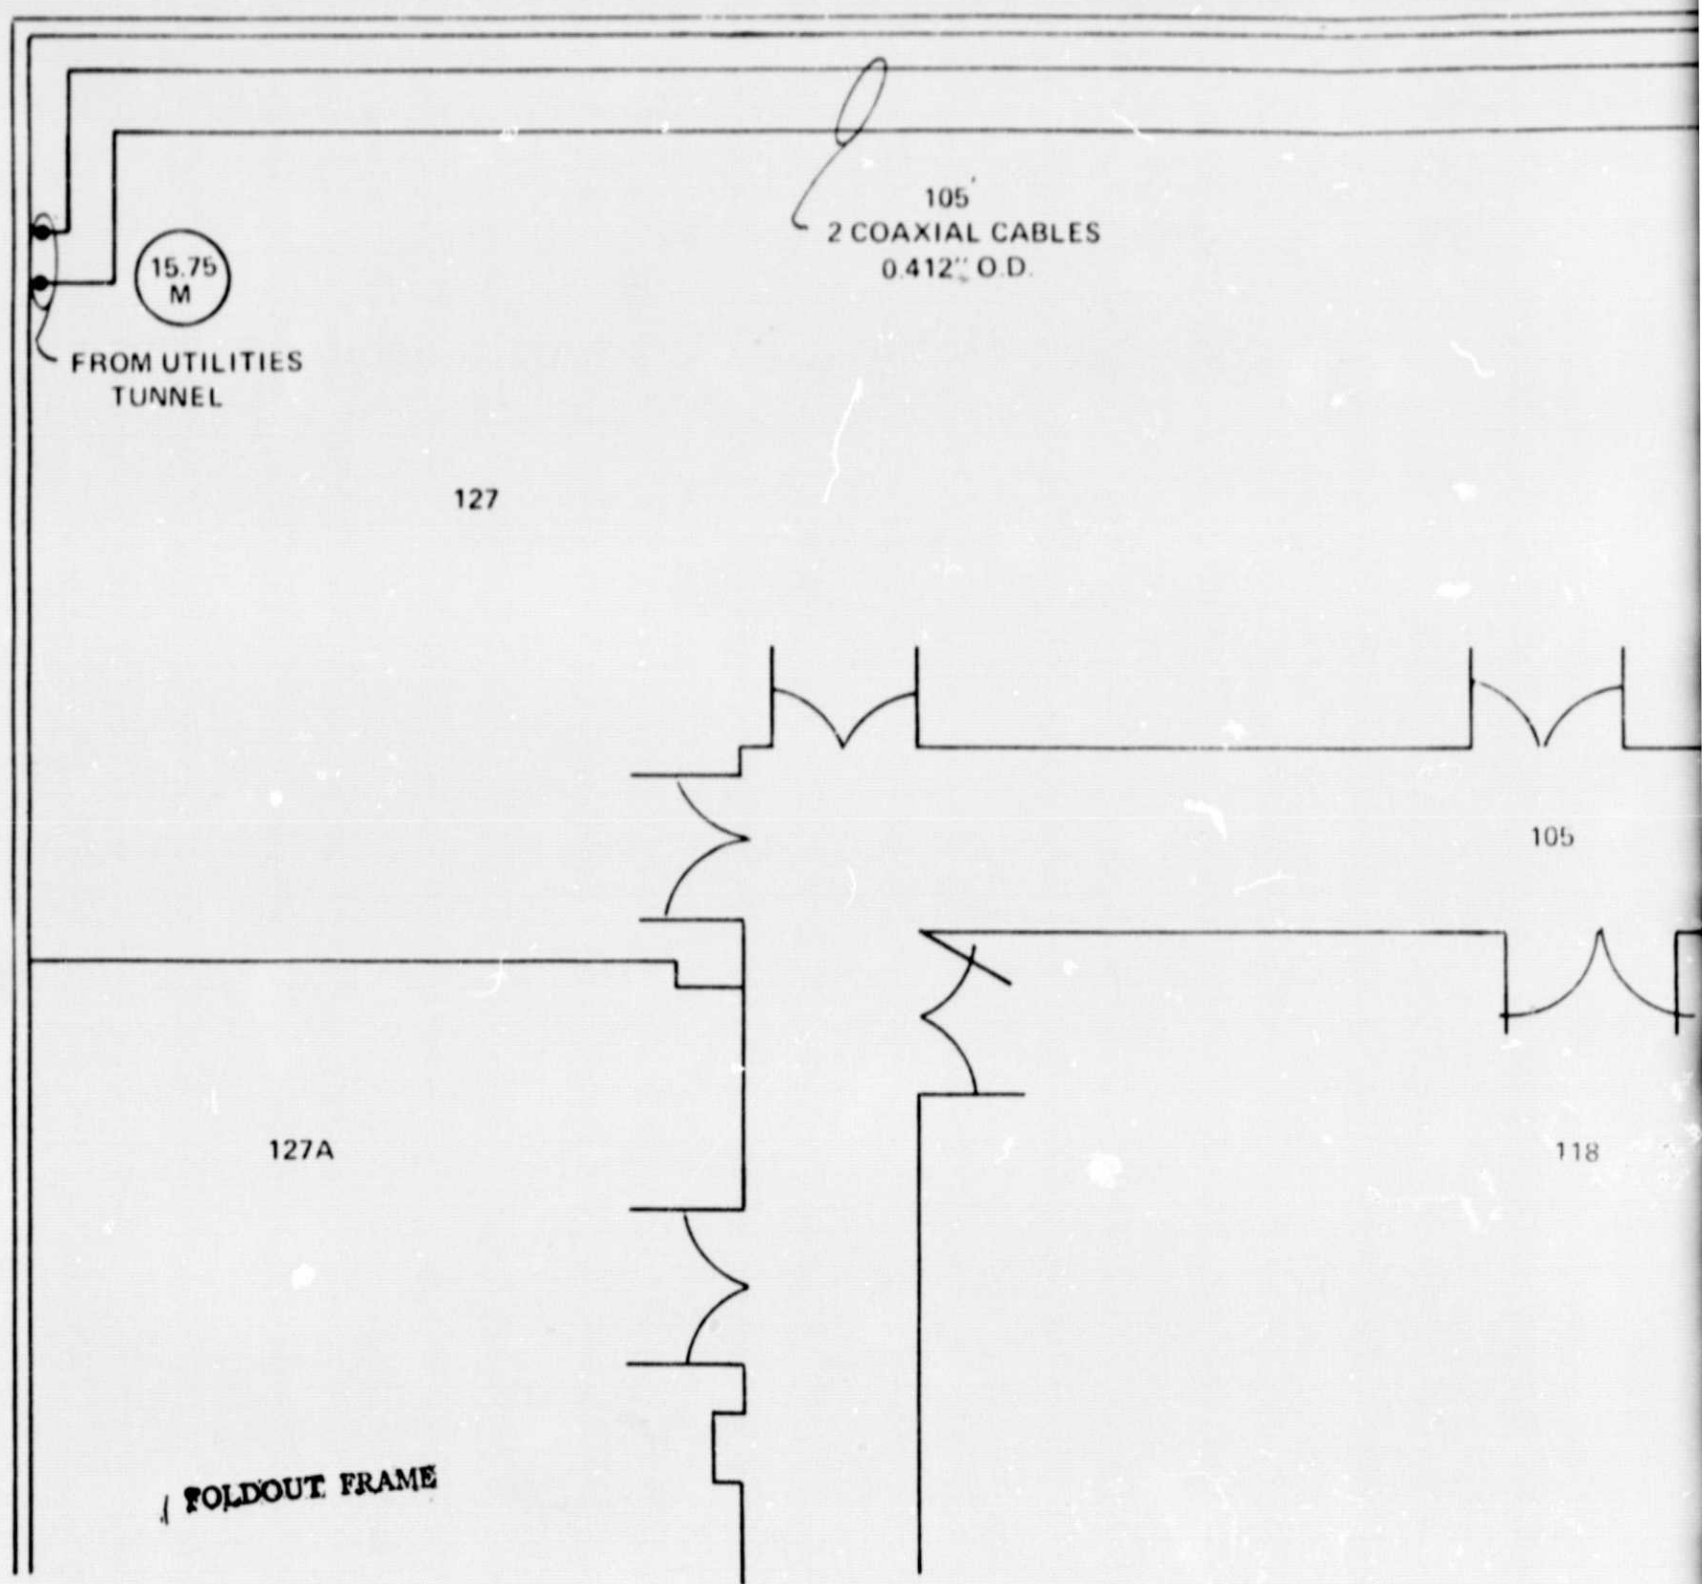 105'
2 COAXIAL CABLES
0.412" O.D.
15.75
M
FROM UTILITIES
TUNNEL
127
105
127A
118
FOLDOUT FRAME